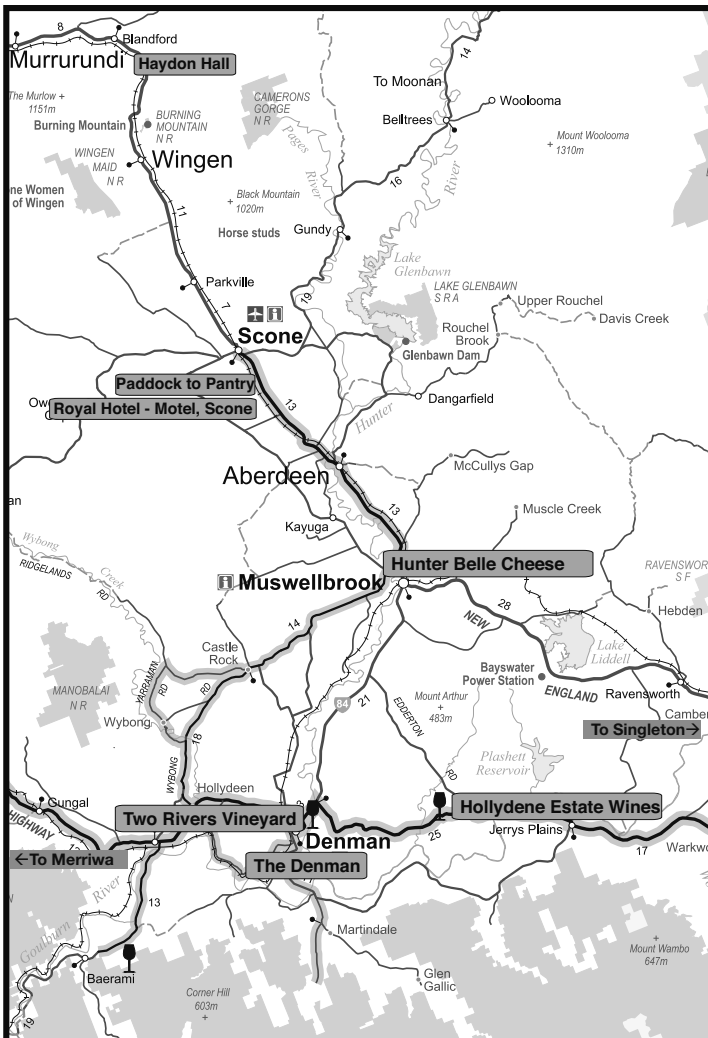 8
Blandford
Murrurundi
Haydon Hall
14
To Moonan
The Murlow +
1151m
Burning Mountain
BURNING
MOUNTAIN
N R
CAMERONS
GORGE
N R
Woolooma
Belltrees
Pages
River
+ Mount Woolooma
1310m
WINGEN
MAID
N R
Wingen
one Women
of Wingen
16
River
11
Black Mountain
+ 1020m
Horse studs
Gundy
Lake
Glenbawn
Parkville
19
LAKE GLENBAWN
S R A
Upper Rouchel
Davis Creek
7
Scone
Rouchel
Brook
Glenbawn Dam
Paddock to Pantry
Royal Hotel - Motel, Scone
Ow
13
Dangarfield
Hunter
Aberdeen
McCullys Gap
13
Muscle Creek
an
Kayuga
Wybong
Creek
RIDGELANDS
RD
Hunter Belle Cheese
RAVENSWOR
S F
Muswellbrook
Hebden
28
NEW
14
Castle
Rock
Lake
Liddell
YARRAMAN
RD
RD
Bayswater
Power Station
ENGLAND
Ravensworth
MANOBALAI
N R
84
21
EDDERTON
RD
Mount Arthur
+ 483m
Camber
Wybong
18
To Singleton→
WYBONG
Plashett
Reservoir
Hollydeen
Gungal
HIGHWAY
Two Rivers Vineyard
Hollydene Estate Wines
Denman
25
Jerrys Plains
17
Warkwo
←To Merriwa
The Denman
River
Goulburn
13
Martindale
Baerami
Glen
Gallic
+
Mount Wambo
647m
Corner Hill
603m
+
19